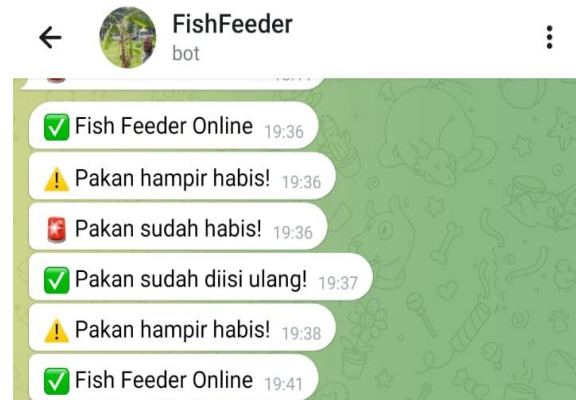 FishFeeder
bot
✅ Fish Feeder Online 19:36
⚠️ Pakan hampir habis! 19:36
🚨 Pakan sudah habis! 19:36
✅ Pakan sudah diisi ulang! 19:37
⚠️ Pakan hampir habis! 19:38
✅ Fish Feeder Online 19:41